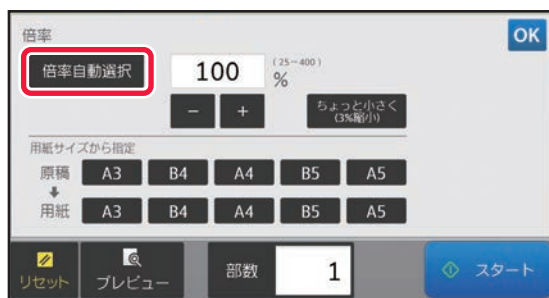 倍率
OK
倍率自動選択
100
(25~400)
%
－
＋
ちょっと小さく
(3%縮小)
用紙サイズから指定
原稿 A3 B4 A4 B5 A5
用紙 A3 B4 A4 B5 A5
リセット
プレビュー
部数
1
スタート